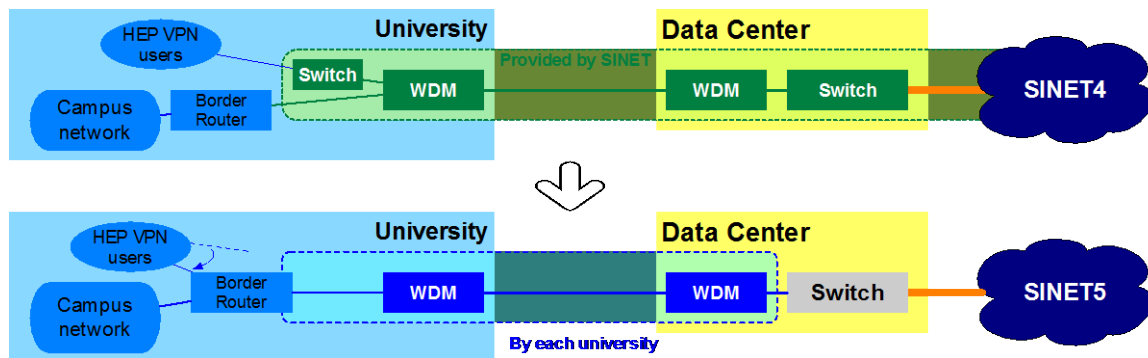 University
Data Center
HEP VPN
users
Provided by SINET
Switch
WDM
WDM
Switch
SINET4
Campus
network
Border
Router
University
Data Center
HEP VPN
users
Border
Router
WDM
WDM
Switch
SINET5
Campus
network
By each university